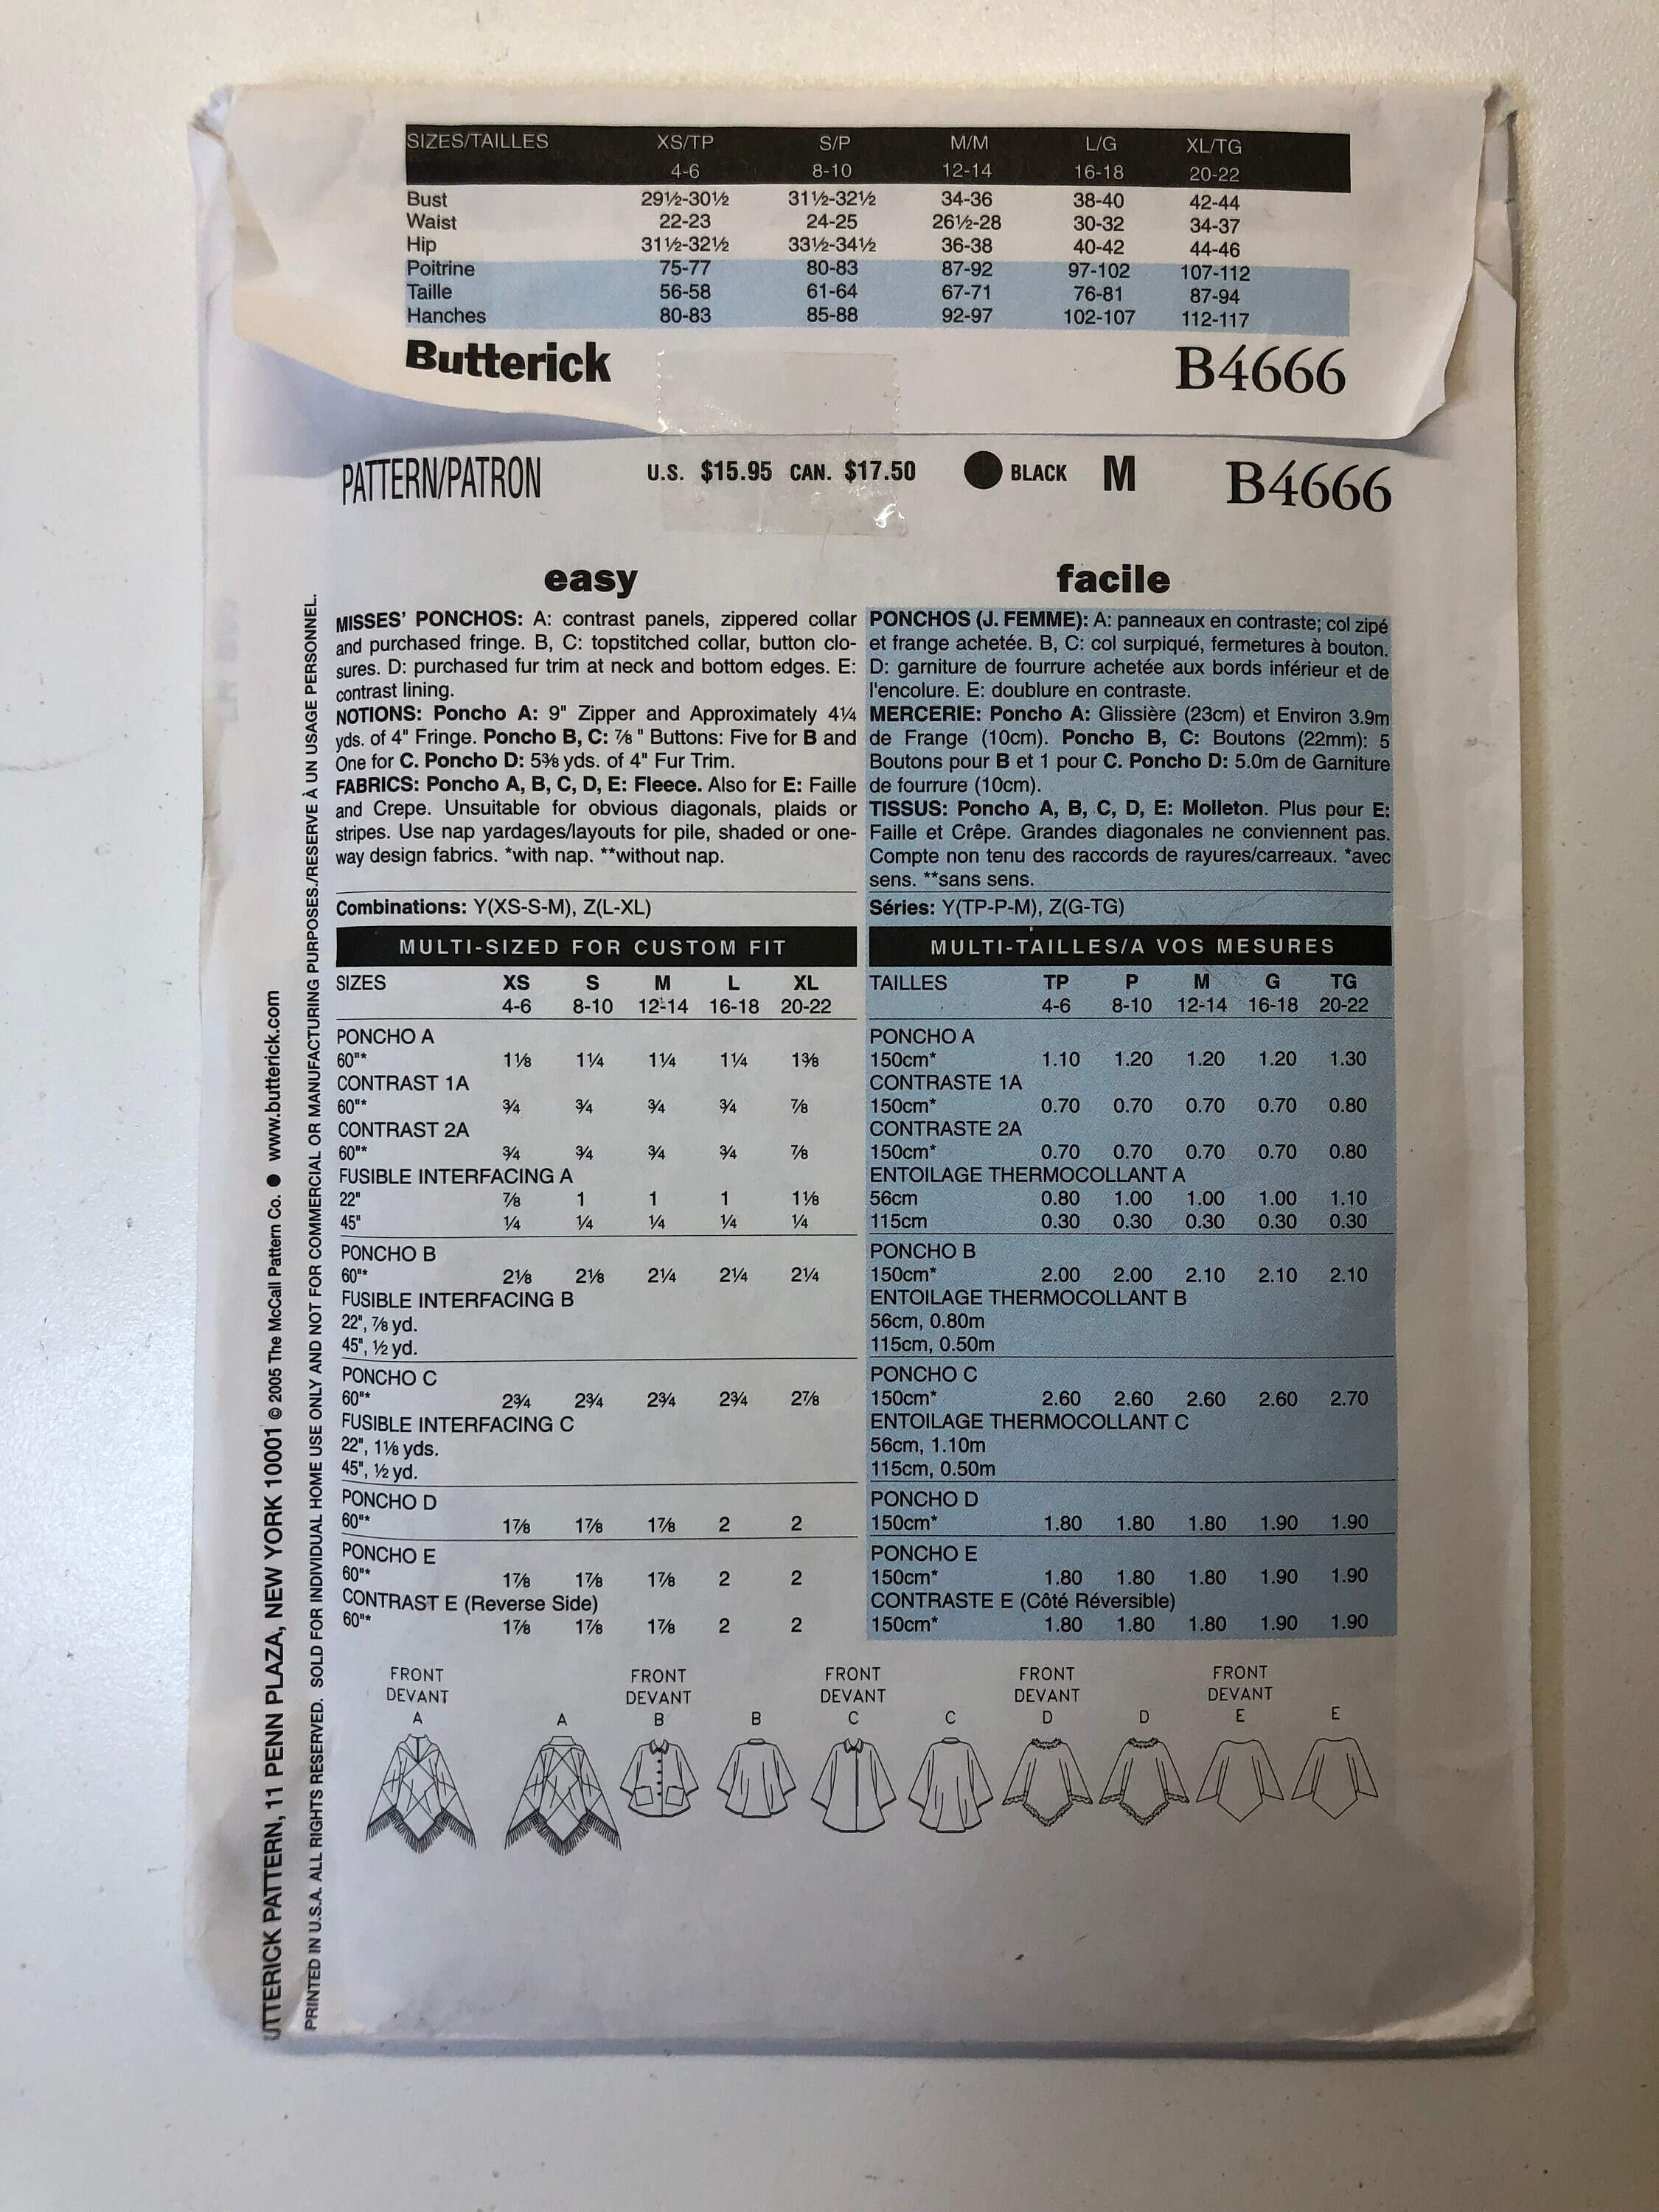 SIZES/TAILLES XS/TP S/P M/M L/G XL/TG
4-6 8-10 12-14 16-18 20-22
Bust 29½-30½ 31½-32½ 34-36 38-40 42-44
Waist 22-23 24-25 26½-28 30-32 34-37
Hip 31½-32½ 33½-34½ 36-38 40-42 44-46
Poitrine 75-77 80-83 87-92 97-102 107-112
Taille 56-58 61-64 67-71 76-81 87-94
Hanches 80-83 85-88 92-97 102-107 112-117
Butterick B4666
PATTERN/PATRON U.S. $15.95 CAN. $17.50 BLACK M B4666
easy
MISSES' PONCHOS: A: contrast panels, zippered collar
and purchased fringe. B, C: topstitched collar, button clo-
sures. D: purchased fur trim at neck and bottom edges. E:
contrast lining.
NOTIONS: Poncho A: 9" Zipper and Approximately 4¼
yds. of 4" Fringe. Poncho B, C: ⅞ " Buttons: Five for B and
One for C. Poncho D: 5⅜ yds. of 4" Fur Trim.
FABRICS: Poncho A, B, C, D, E: Fleece. Also for E: Faille
and Crepe. Unsuitable for obvious diagonals, plaids or
stripes. Use nap yardages/layouts for pile, shaded or one-
way design fabrics. *with nap. **without nap.
Combinations: Y(XS-S-M), Z(L-XL)
MULTI-SIZED FOR CUSTOM FIT
SIZES XS S M L XL
4-6 8-10 12-14 16-18 20-22
PONCHO A
60"* 1⅛ 1¼ 1¼ 1¼ 1⅜
CONTRAST 1A
60"* ¾ ¾ ¾ ¾ ⅞
CONTRAST 2A
60"* ¾ ¾ ¾ ¾ ⅞
FUSIBLE INTERFACING A
22" ⅞ 1 1 1 1⅛
45" ¼ ¼ ¼ ¼ ¼
PONCHO B
60"* 2⅛ 2⅛ 2¼ 2¼ 2¼
FUSIBLE INTERFACING B
22", ⅞ yd.
45", ½ yd.
PONCHO C
60"* 2¾ 2¾ 2¾ 2¾ 2⅞
FUSIBLE INTERFACING C
22", 1⅛ yds.
45", ½ yd.
PONCHO D
60"* 1⅞ 1⅞ 1⅞ 2 2
PONCHO E
60"* 1⅞ 1⅞ 1⅞ 2 2
CONTRAST E (Reverse Side)
60"* 1⅞ 1⅞ 1⅞ 2 2
facile
PONCHOS (J. FEMME): A: panneaux en contraste; col zipé
et frange achetée. B, C: col surpiqué, fermetures à bouton.
D: garniture de fourrure achetée aux bords inférieur et de
l'encolure. E: doublure en contraste.
MERCERIE: Poncho A: Glissière (23cm) et Environ 3.9m
de Frange (10cm). Poncho B, C: Boutons (22mm): 5
Boutons pour B et 1 pour C. Poncho D: 5.0m de Garniture
de fourrure (10cm).
TISSUS: Poncho A, B, C, D, E: Molleton. Plus pour E:
Faille et Crêpe. Grandes diagonales ne conviennent pas.
Compte non tenu des raccords de rayures/carreaux. *avec
sens. **sans sens.
Séries: Y(TP-P-M), Z(G-TG)
MULTI-TAILLES/A VOS MESURES
TAILLES TP P M G TG
4-6 8-10 12-14 16-18 20-22
PONCHO A
150cm* 1.10 1.20 1.20 1.20 1.30
CONTRASTE 1A
150cm* 0.70 0.70 0.70 0.70 0.80
CONTRASTE 2A
150cm* 0.70 0.70 0.70 0.70 0.80
ENTOILAGE THERMOCOLLANT A
56cm 0.80 1.00 1.00 1.00 1.10
115cm 0.30 0.30 0.30 0.30 0.30
PONCHO B
150cm* 2.00 2.00 2.10 2.10 2.10
ENTOILAGE THERMOCOLLANT B
56cm, 0.80m
115cm, 0.50m
PONCHO C
150cm* 2.60 2.60 2.60 2.60 2.70
ENTOILAGE THERMOCOLLANT C
56cm, 1.10m
115cm, 0.50m
PONCHO D
150cm* 1.80 1.80 1.80 1.90 1.90
PONCHO E
150cm* 1.80 1.80 1.80 1.90 1.90
CONTRASTE E (Côté Réversible)
150cm* 1.80 1.80 1.80 1.90 1.90
FRONT FRONT FRONT FRONT FRONT
DEVANT DEVANT DEVANT DEVANT DEVANT
A A B B C C D D E E
UTTERICK PATTERN, 11 PENN PLAZA, NEW YORK 10001 © 2005 The McCall Pattern Co. ● www.butterick.com
PRINTED IN U.S.A. ALL RIGHTS RESERVED. SOLD FOR INDIVIDUAL HOME USE ONLY AND NOT FOR COMMERCIAL OR MANUFACTURING PURPOSES./RESERVE À UN USAGE PERSONNEL.